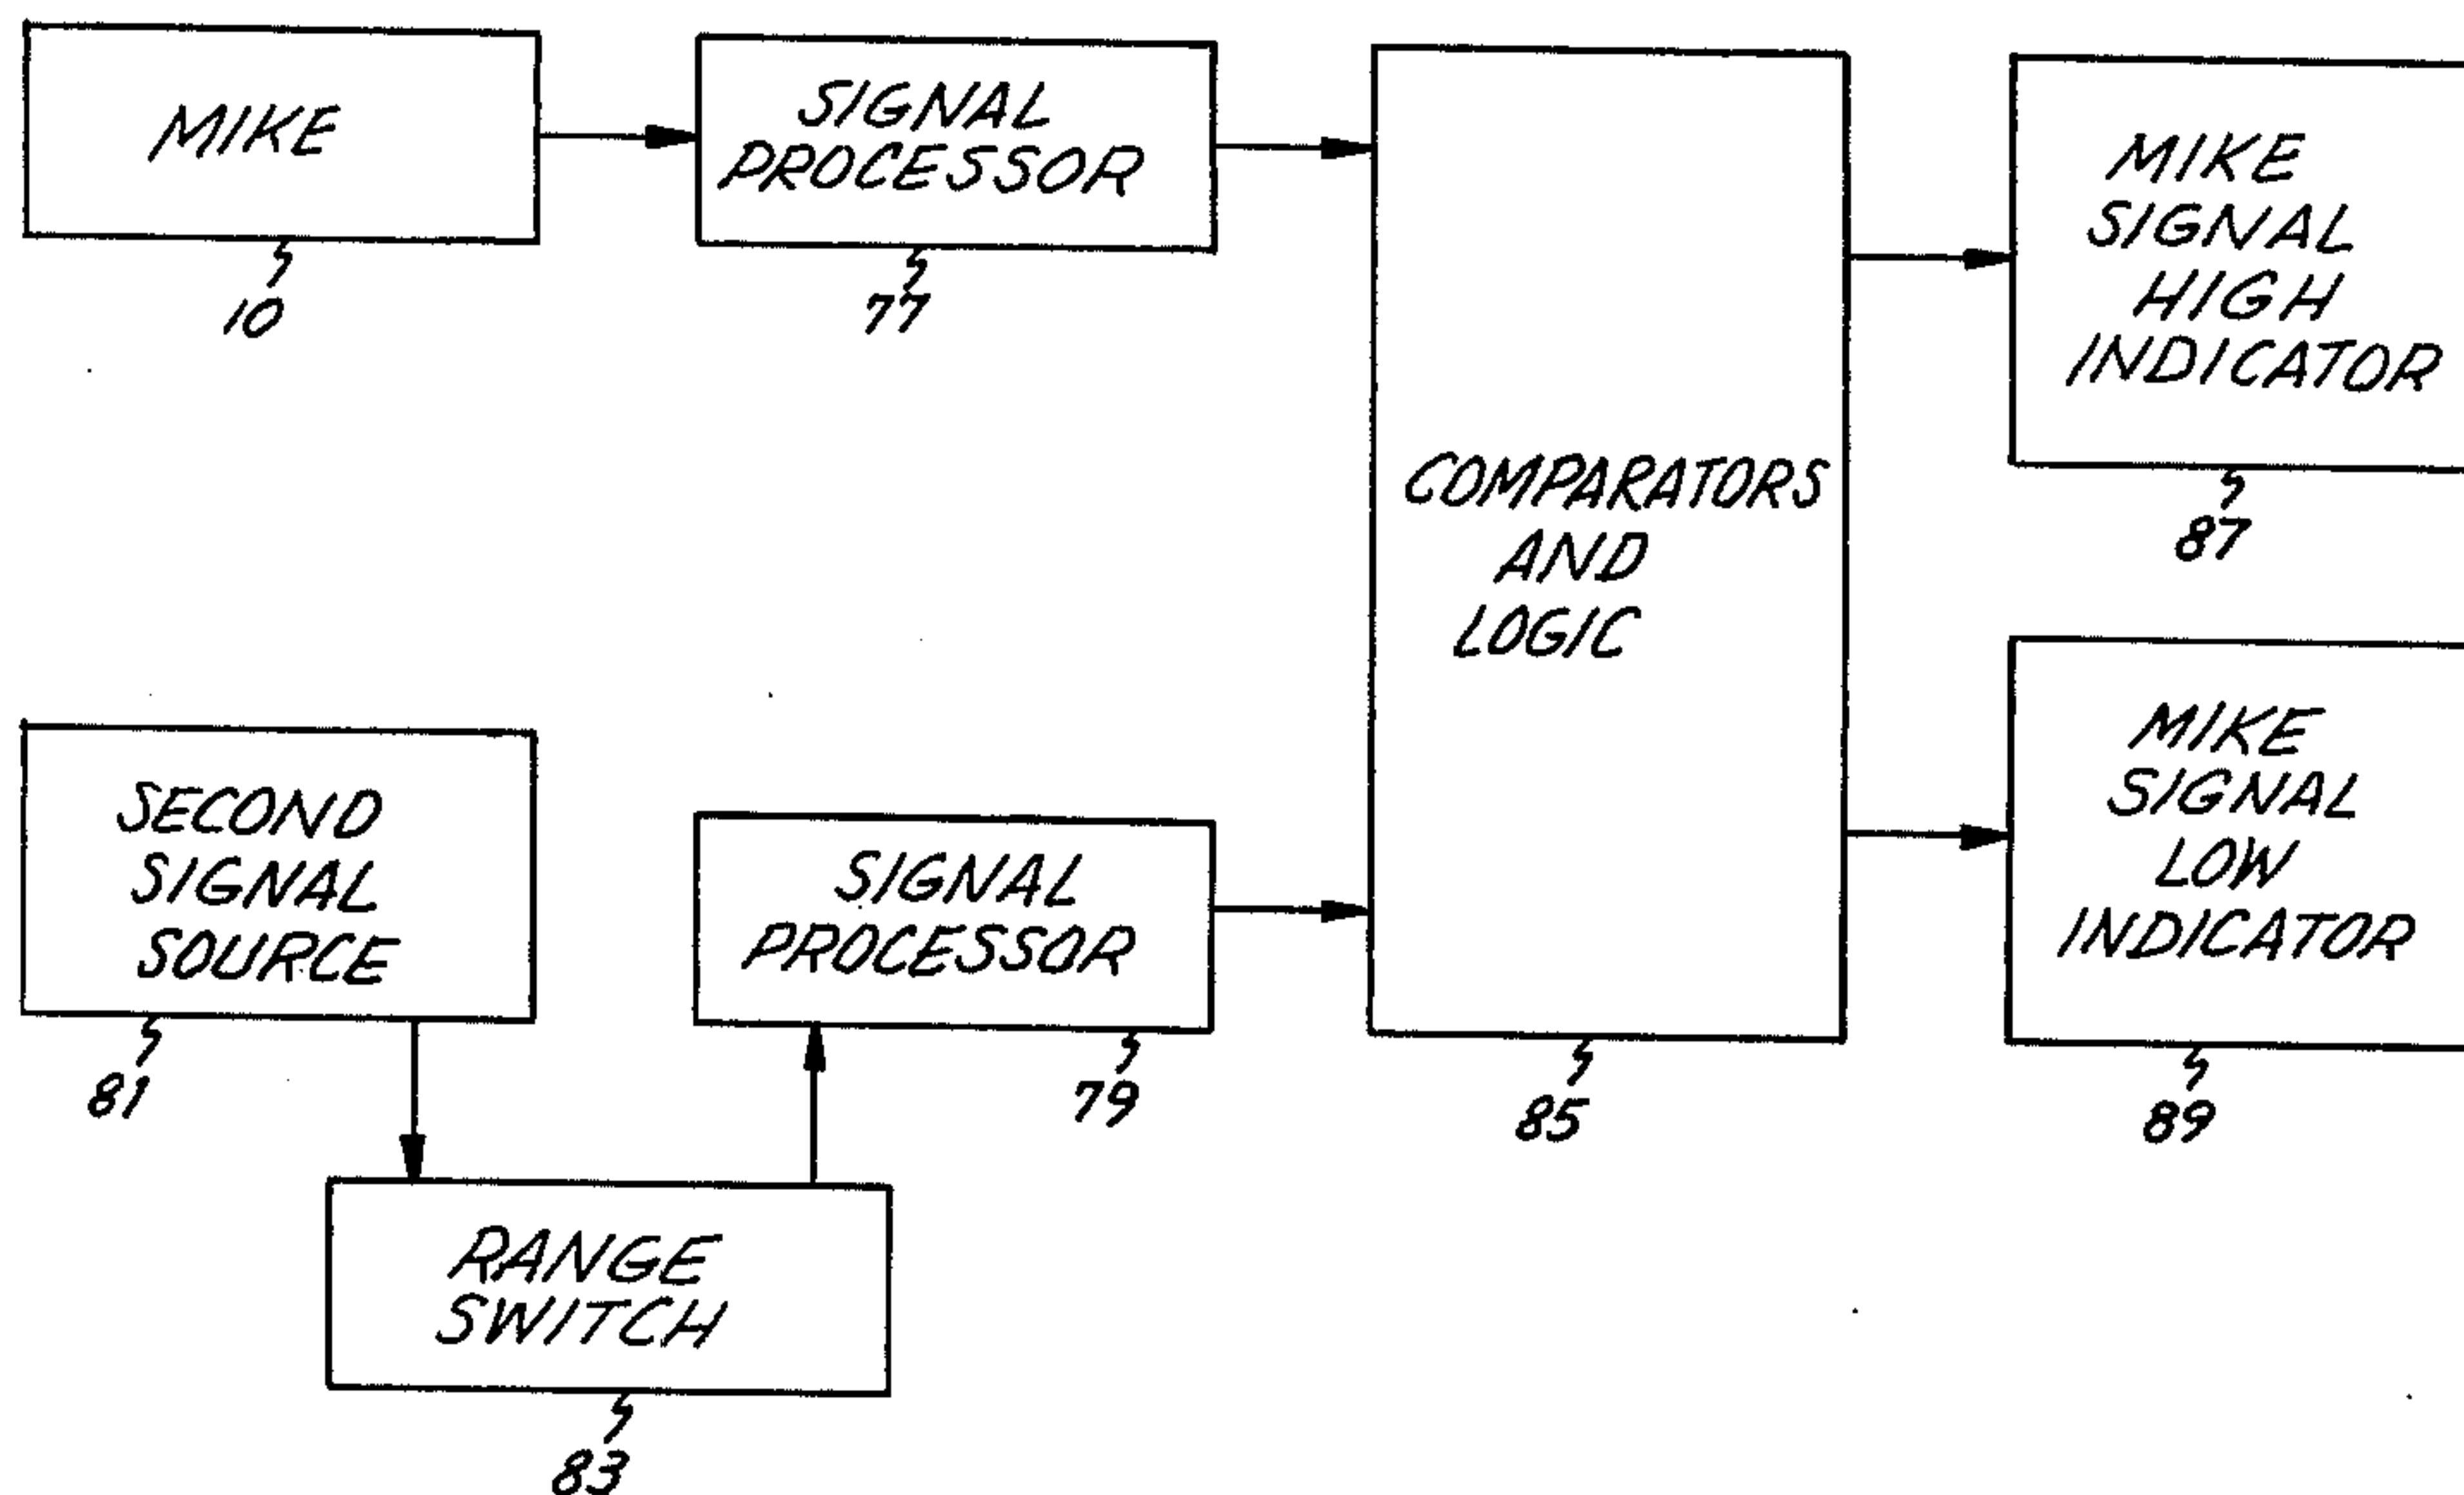 MIKE
10
SIGNAL
PROCESSOR
77
COMPARATORS
AND
LOGIC
85
MIKE
SIGNAL
HIGH
INDICATOR
87
SECOND
SIGNAL
SOURCE
81
SIGNAL
PROCESSOR
79
RANGE
SWITCH
83
MIKE
SIGNAL
LOW
INDICATOR
89